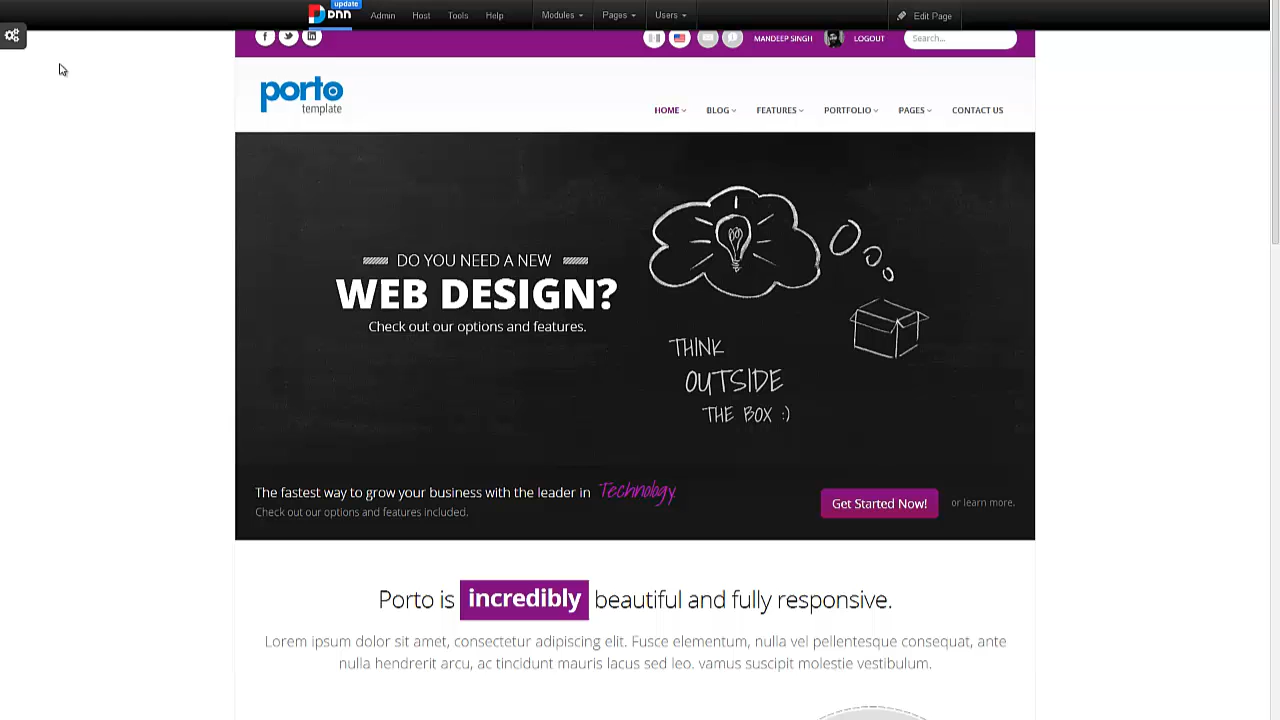 update
DNN Admin Host Tools Help Modules Pages Users Edit Page
MANDEEP SINGH LOGOUT Search...
porto
template
HOME BLOG FEATURES PORTFOLIO PAGES CONTACT US
DO YOU NEED A NEW
WEB DESIGN?
Check out our options and features.
THINK
OUTSIDE
THE BOX :)
The fastest way to grow your business with the leader in Technology
Check out our options and features included.
Get Started Now! or learn more.
Porto is incredibly beautiful and fully responsive.
Lorem ipsum dolor sit amet, consectetur adipiscing elit. Fusce elementum, nulla vel pellentesque consequat, ante
nulla hendrerit arcu, ac tincidunt mauris lacus sed leo. vamus suscipit molestie vestibulum.